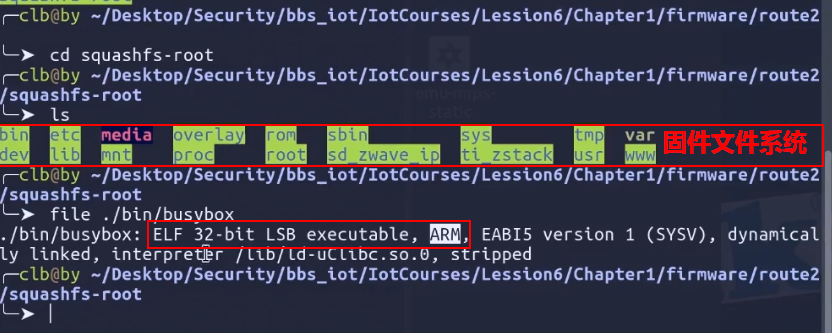 ╭─clb@by ~/Desktop/Security/bbs_iot/IotCourses/Lession6/Chapter1/firmware/route2
╰─➤ cd squashfs-root
╭─clb@by ~/Desktop/Security/bbs_iot/IotCourses/Lession6/Chapter1/firmware/route2
/squashfs-root
╰─➤ ls
bin etc media overlay rom sbin sys tmp var
dev lib mnt proc root sd_zwave_ip ti_zstack usr www
固件文件系统
╭─clb@by ~/Desktop/Security/bbs_iot/IotCourses/Lession6/Chapter1/firmware/route2
/squashfs-root
╰─➤ file ./bin/busybox
./bin/busybox: ELF 32-bit LSB executable, ARM, EABI5 version 1 (SYSV), dynamical
ly linked, interpreter /lib/ld-uClibc.so.0, stripped
╭─clb@by ~/Desktop/Security/bbs_iot/IotCourses/Lession6/Chapter1/firmware/route2
/squashfs-root
╰─➤